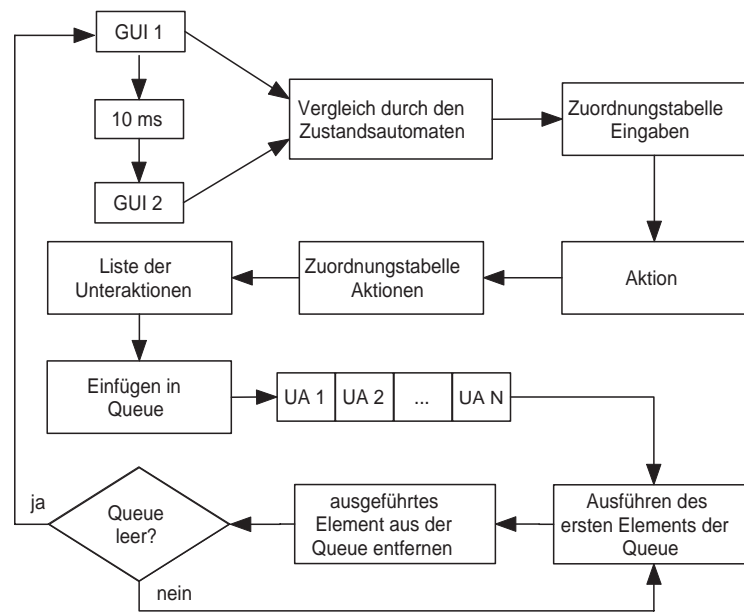 GUI 1
10 ms
GUI 2
Vergleich durch den
Zustandsautomaten
Zuordnungstabelle
Eingaben
Aktion
Zuordnungstabelle
Aktionen
Liste der
Unteraktionen
Einfügen in
Queue
UA 1
UA 2
...
UA N
Ausführen des
ersten Elements der
Queue
ausgeführtes
Element aus der
Queue entfernen
Queue
leer?
ja
nein